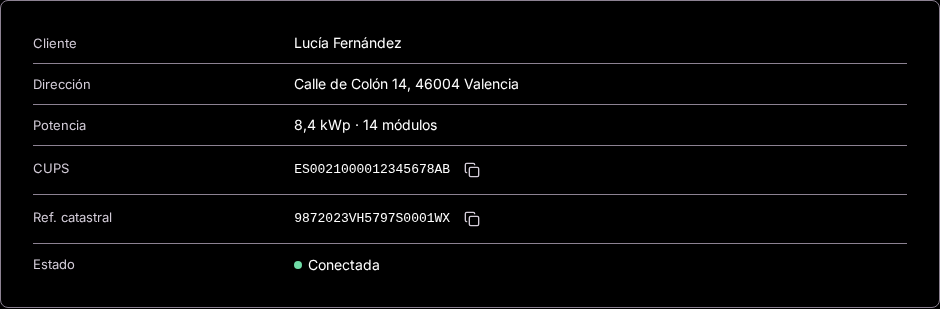 Cliente Lucía Fernández
Dirección Calle de Colón 14, 46004 Valencia
Potencia 8,4 kWp · 14 módulos
CUPS ES0021000012345678AB
Ref. catastral 9872023VH5797S0001WX
Estado Conectada